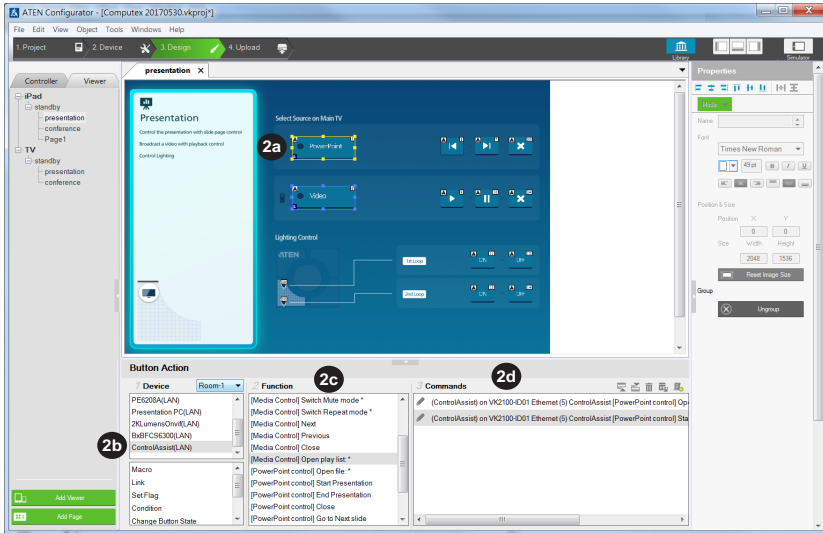 ATEN Configurator - [Computex 20170530.vkproj*]
File Edit View Object Tools Windows Help
1. Project
2. Device
3. Design
4. Upload
Library
Simulator
Controller
Viewer
iPad
standby
presentation
conference
Page1
TV
standby
presentation
conference
Add Viewer
Add Page
presentation X
Presentation
Control the presentation with slide page control
Broadcast a video with playback control
Control Lighting
Select Source on Main TV
2a
PowerPoint
Video
Lighting Control
ATEN
1st Loop
ON
OFF
2nd Loop
ON
OFF
Button Action
2b
1 Device
Room-1
PE6208A(LAN)
Presentation PC(LAN)
2KLumensOnvif(LAN)
BxBFCS6300(LAN)
ControlAssist(LAN)
Macro
Link
Set Flag
Condition
Change Button State
2c
2 Function
[Media Control] Switch Mute mode *
[Media Control] Switch Repeat mode *
[Media Control] Next
[Media Control] Previous
[Media Control] Close
[Media Control] Open play list: *
[PowerPoint control] Open file: *
[PowerPoint control] Start Presentation
[PowerPoint control] End Presentation
[PowerPoint control] Close
[PowerPoint control] Go to Next slide
2d
3 Commands
(ControlAssist) on VK2100-ID01 Ethernet (5) ControlAssist [PowerPoint control] Ope
(ControlAssist) on VK2100-ID01 Ethernet (5) ControlAssist [PowerPoint control] Sta
Properties
Mode
Name
Font
Times New Roman
49 pt
B I U
Position & Size
Position X Y
0 0
Size Width Height
2048 1536
Reset Image Size
Group
Ungroup